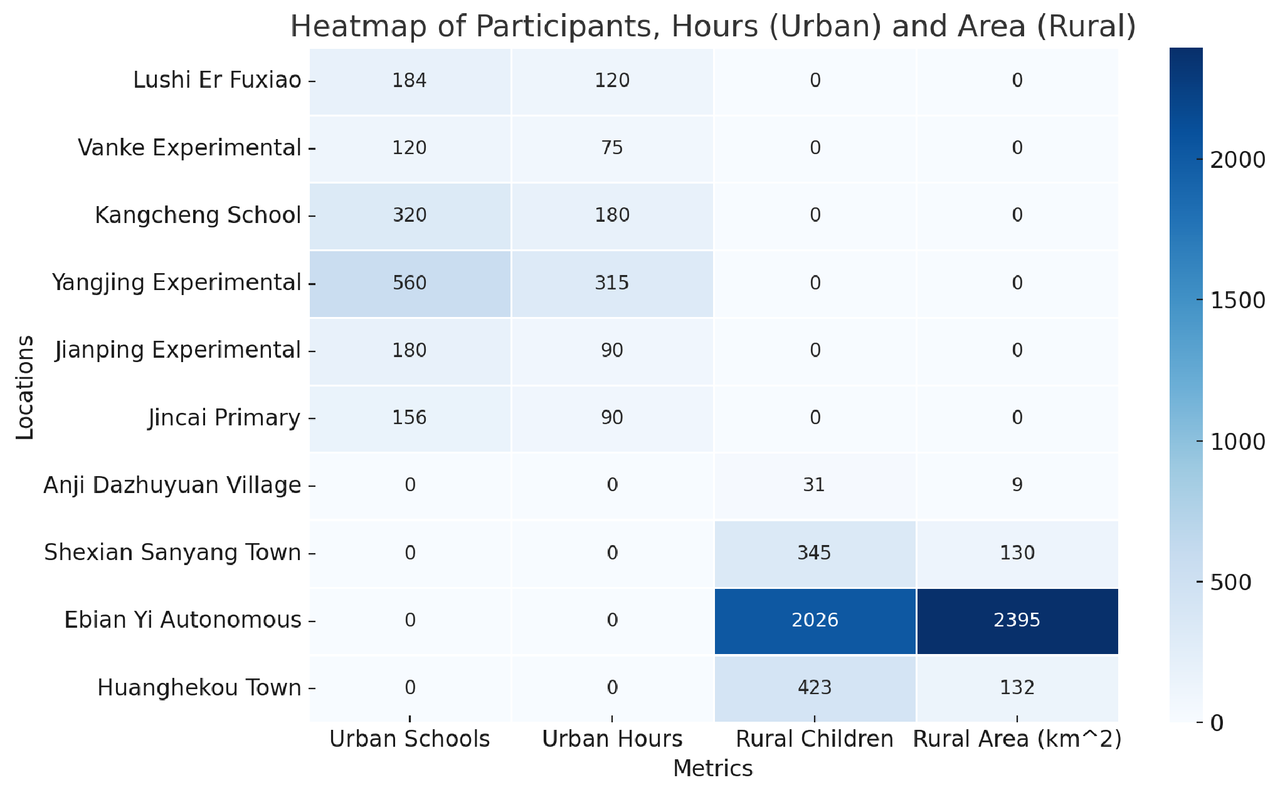 Heatmap of Participants, Hours (Urban) and Area (Rural)
Lushi Er Fuxiao 184 120 0 0
Vanke Experimental 120 75 0 0
Kangcheng School 320 180 0 0
Yangjing Experimental 560 315 0 0
Jianping Experimental 180 90 0 0
Jincai Primary 156 90 0 0
Anji Dazhuyuan Village 0 0 31 9
Shexian Sanyang Town 0 0 345 130
Ebian Yi Autonomous 0 0 2026 2395
Huanghekou Town 0 0 423 132
Urban Schools Urban Hours Rural Children Rural Area (km^2)
Metrics
Locations
2000
1500
1000
500
0